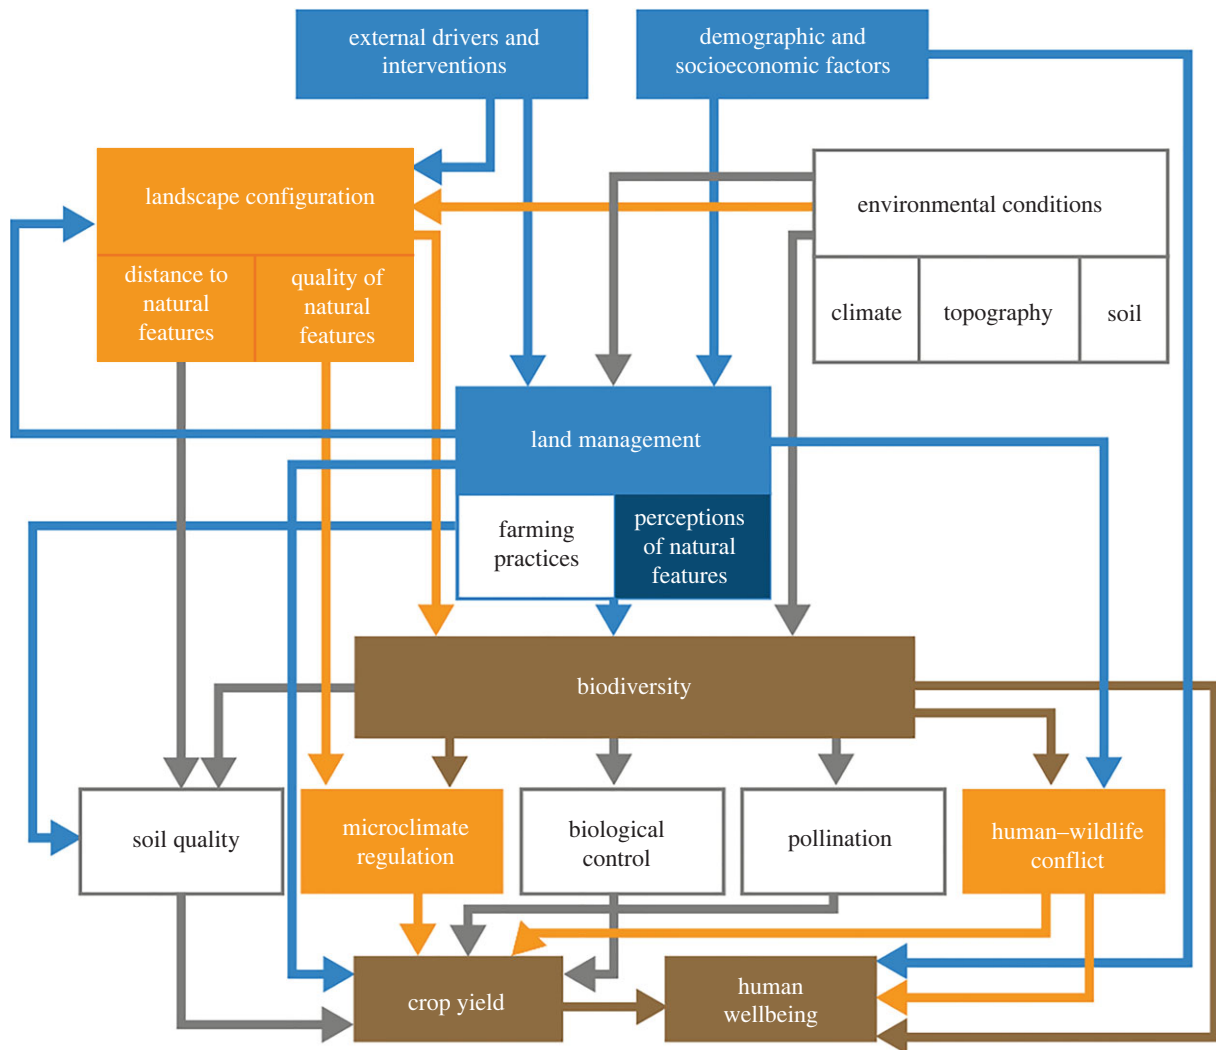 external drivers and
interventions
demographic and
socioeconomic factors
landscape configuration
environmental conditions
distance to
natural
features
quality of
natural
features
climate
topography
soil
land management
farming
practices
perceptions
of natural
features
biodiversity
soil quality
microclimate
regulation
biological
control
pollination
human–wildlife
conflict
crop yield
human
wellbeing